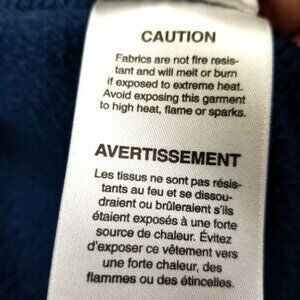 CAUTION
Fabrics are not fire resis-
tant and will melt or burn
if exposed to extreme heat.
Avoid exposing this garment
to high heat, flame or sparks.
AVERTISSEMENT
Les tissus ne sont pas résis-
tants au feu et se dissou-
draient ou brûleraient s'ils
étaient exposés à une forte
source de chaleur. Évitez
d'exposer ce vêtement vers
une forte chaleur, des
flammes ou des étincelles.